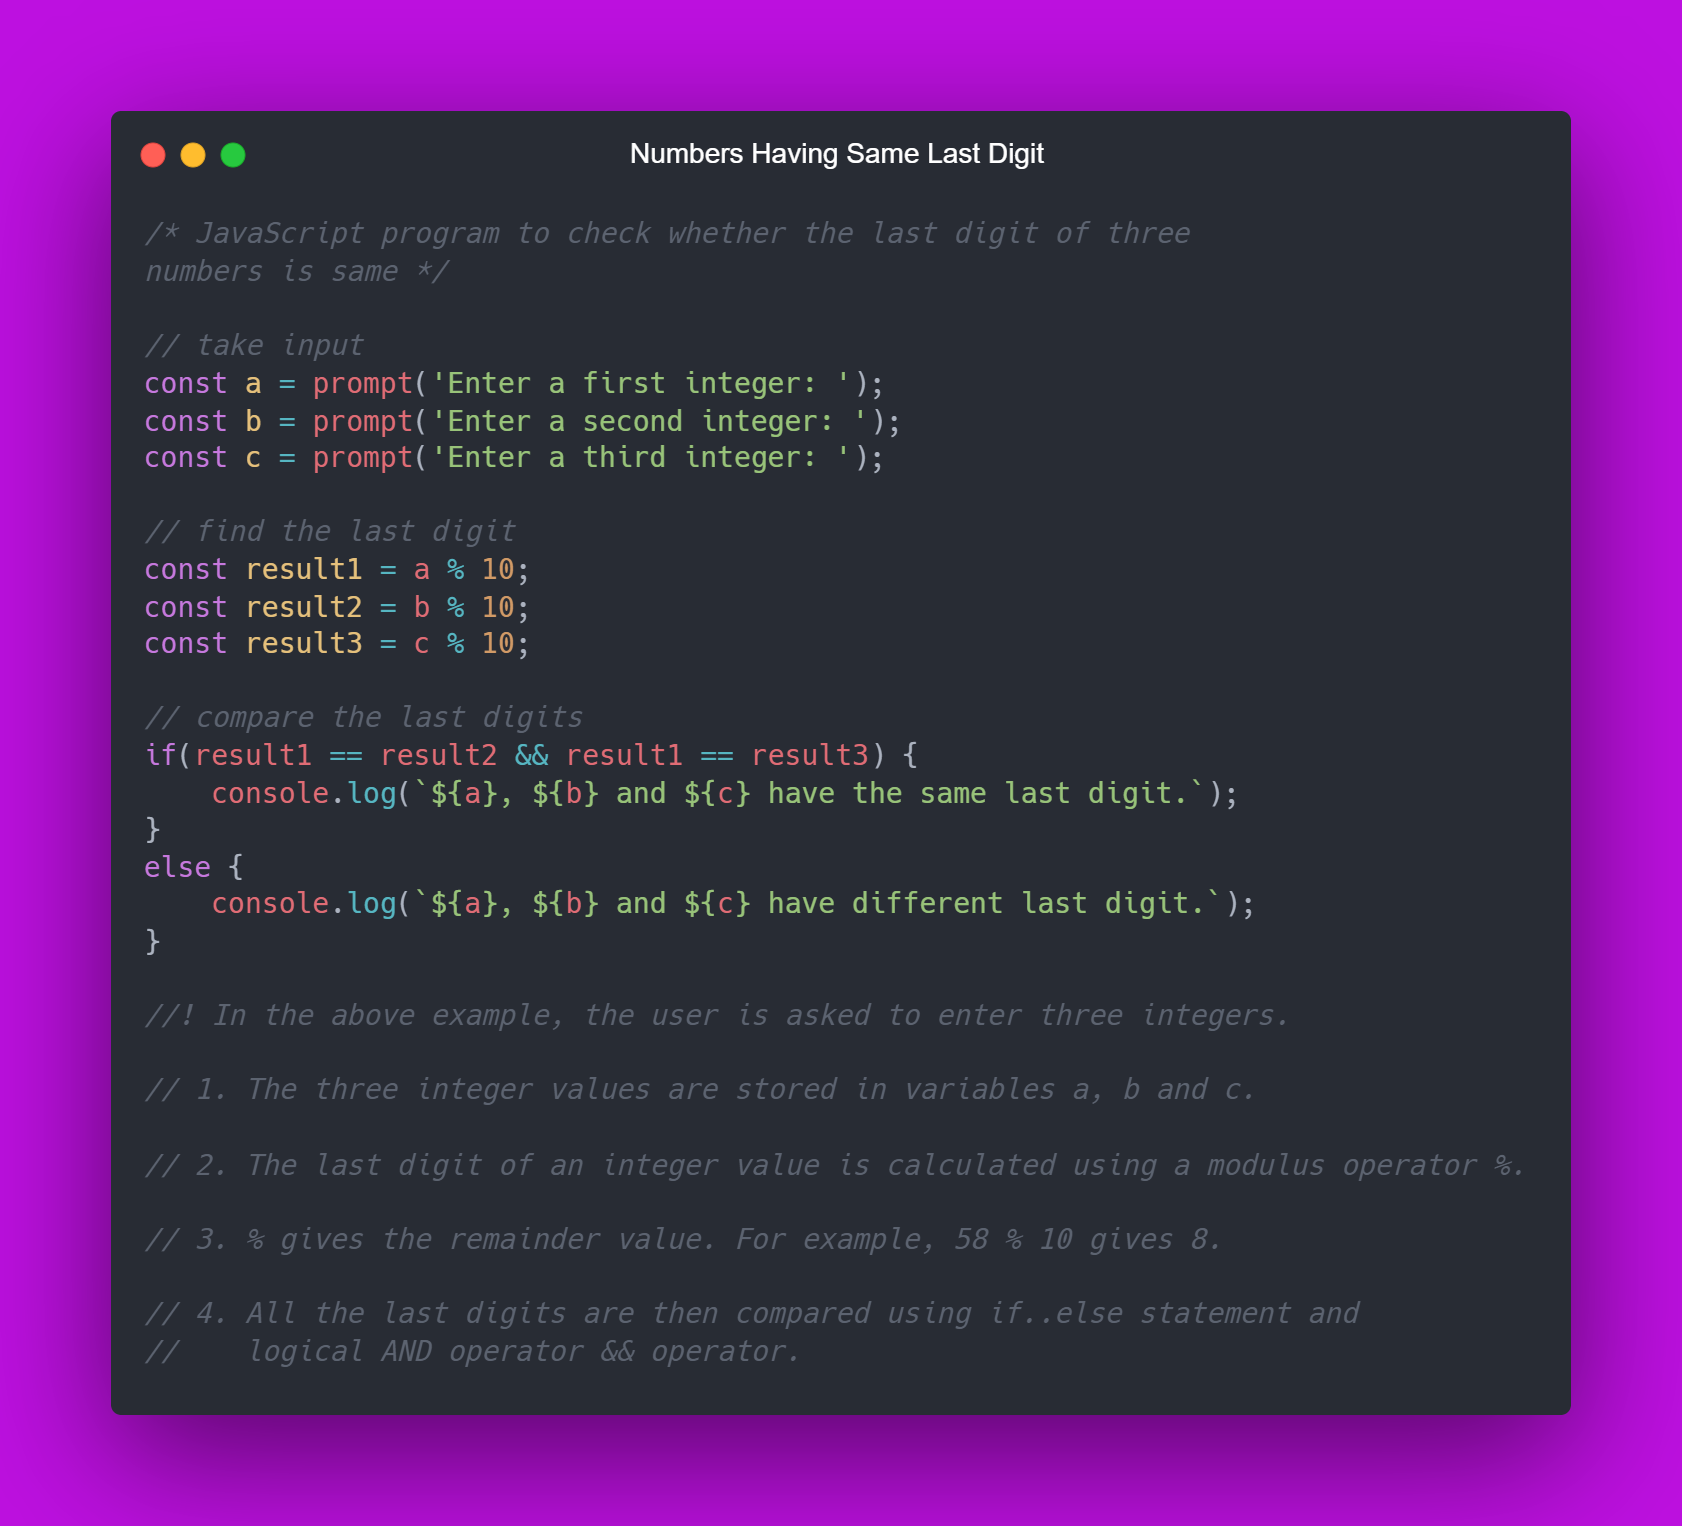 Numbers Having Same Last Digit
/* JavaScript program to check whether the last digit of three
numbers is same */
// take input
const a = prompt('Enter a first integer: ');
const b = prompt('Enter a second integer: ');
const c = prompt('Enter a third integer: ');
// find the last digit
const result1 = a % 10;
const result2 = b % 10;
const result3 = c % 10;
// compare the last digits
if(result1 == result2 && result1 == result3) {
    console.log(`${a}, ${b} and ${c} have the same last digit.`);
}
else {
    console.log(`${a}, ${b} and ${c} have different last digit.`);
}
//! In the above example, the user is asked to enter three integers.
// 1. The three integer values are stored in variables a, b and c.
// 2. The last digit of an integer value is calculated using a modulus operator %.
// 3. % gives the remainder value. For example, 58 % 10 gives 8.
// 4. All the last digits are then compared using if..else statement and
//    logical AND operator && operator.